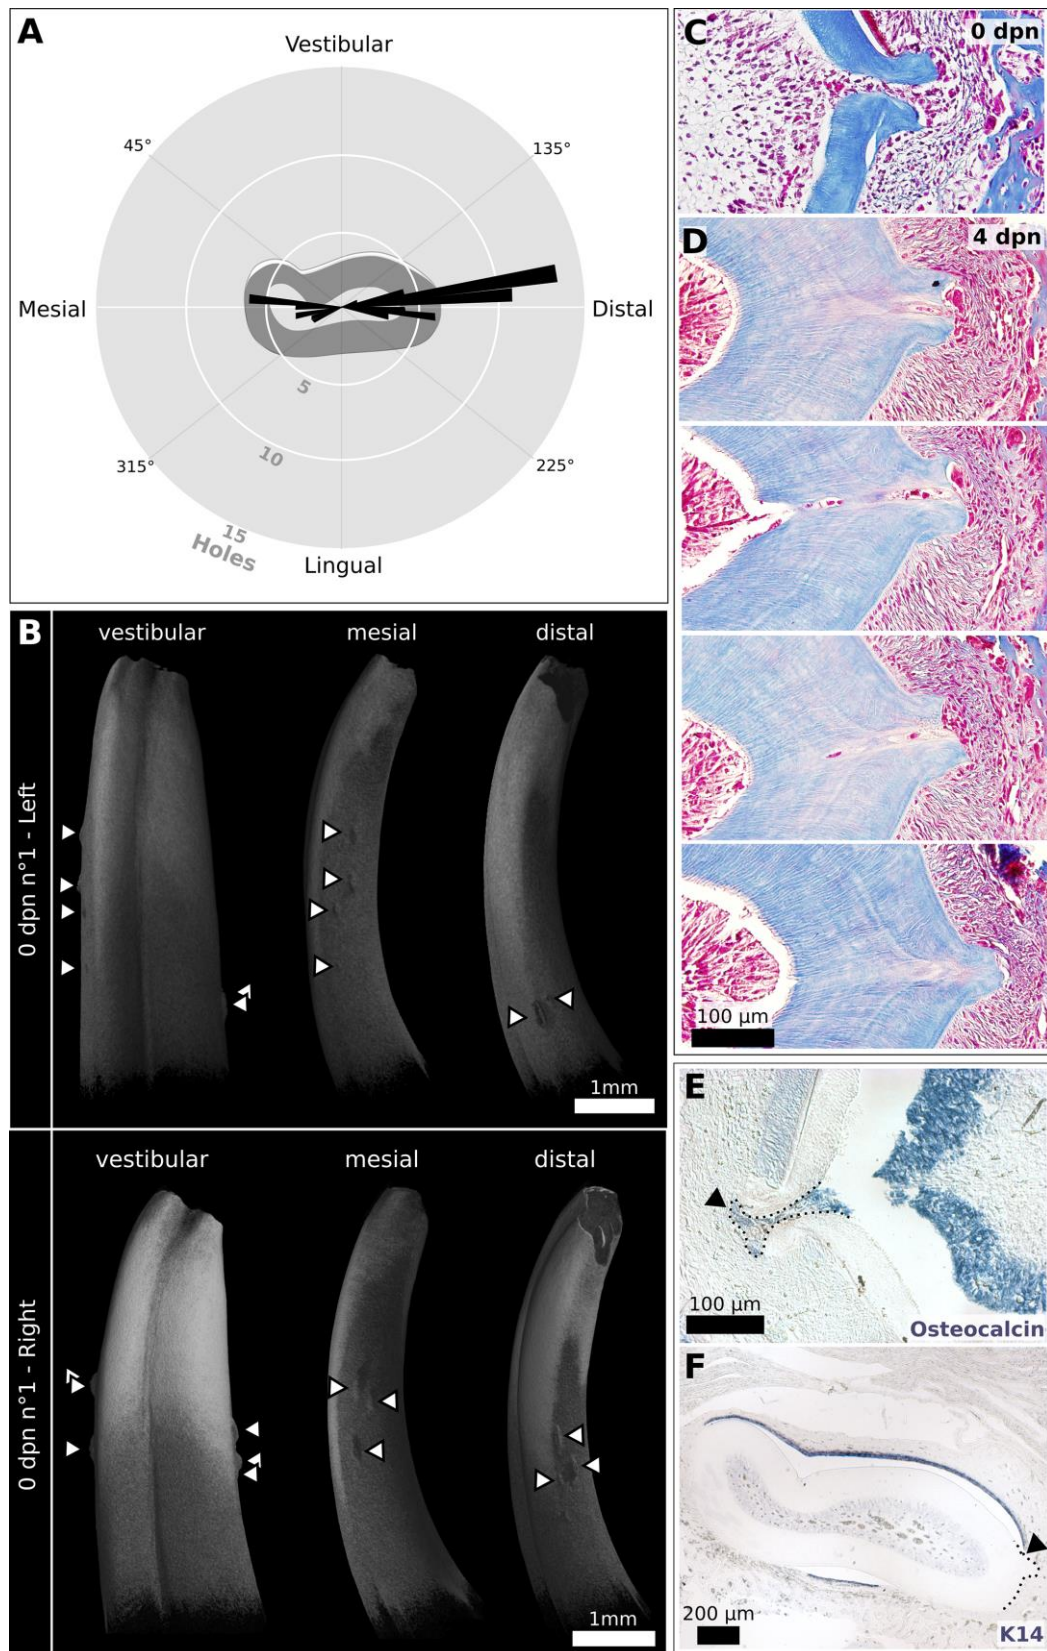 A
Vestibular
45°
135°
Mesial
Distal
5
315°
10
225°
15
Holes
Lingual
B
vestibular
mesial
distal
0 dpn n°1 - Left
1mm
vestibular
mesial
distal
0 dpn n°1 - Right
1mm
C
0 dpn
D
4 dpn
100 µm
E
100 µm
Osteocalcin
F
200 µm
K14